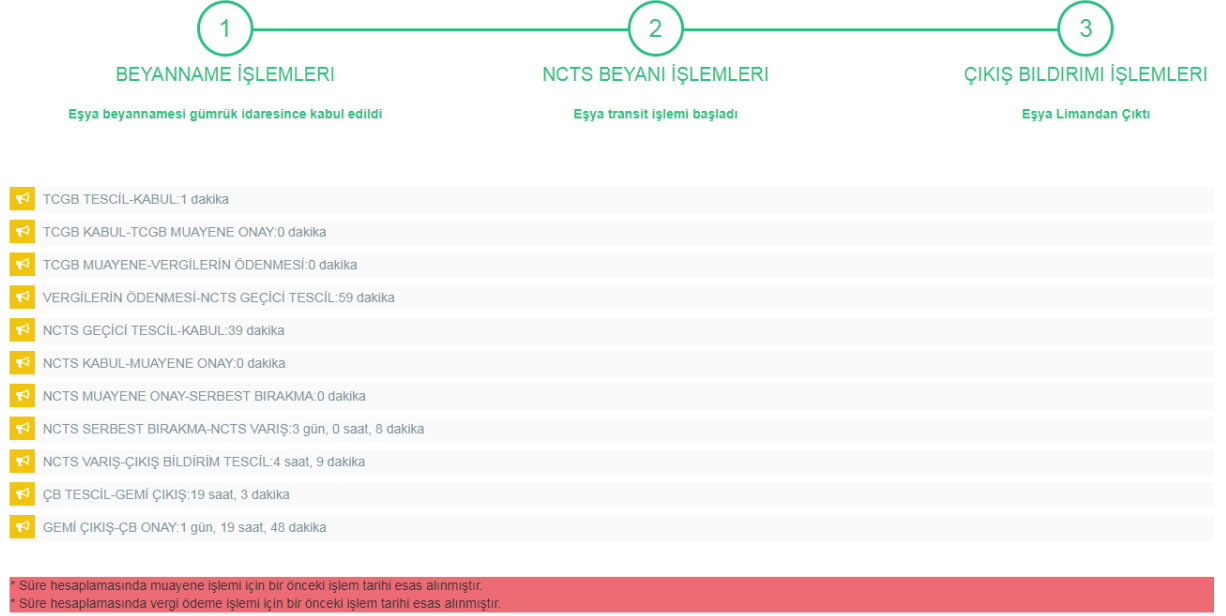 1
2
3
BEYANNAME İŞLEMLERI
NCTS BEYANI İŞLEMLERI
ÇIKIŞ BILDIRIMI İŞLEMLERI
Eşya beyannamesi gümrük idaresince kabul edildi
Eşya transit işlemi başladı
Eşya Limandan Çıktı
TCGB TESCİL-KABUL:1 dakika
TCGB KABUL-TCGB MUAYENE ONAY:0 dakika
TCGB MUAYENE-VERGİLERİN ÖDENMESİ:0 dakika
VERGİLERİN ÖDENMESİ-NCTS GEÇİCİ TESCİL:59 dakika
NCTS GEÇİCİ TESCİL-KABUL:39 dakika
NCTS KABUL-MUAYENE ONAY:0 dakika
NCTS MUAYENE ONAY-SERBEST BIRAKMA:0 dakika
NCTS SERBEST BIRAKMA-NCTS VARIŞ:3 gün, 0 saat, 8 dakika
NCTS VARIŞ-ÇIKIŞ BİLDİRİM TESCİL:4 saat, 9 dakika
ÇB TESCİL-GEMİ ÇIKIŞ:19 saat, 3 dakika
GEMİ ÇIKIŞ-ÇB ONAY:1 gün, 19 saat, 48 dakika
* Süre hesaplamasında muayene işlemi için bir önceki işlem tarihi esas alınmıştır.
* Süre hesaplamasında vergi ödeme işlemi için bir önceki işlem tarihi esas alınmıştır.